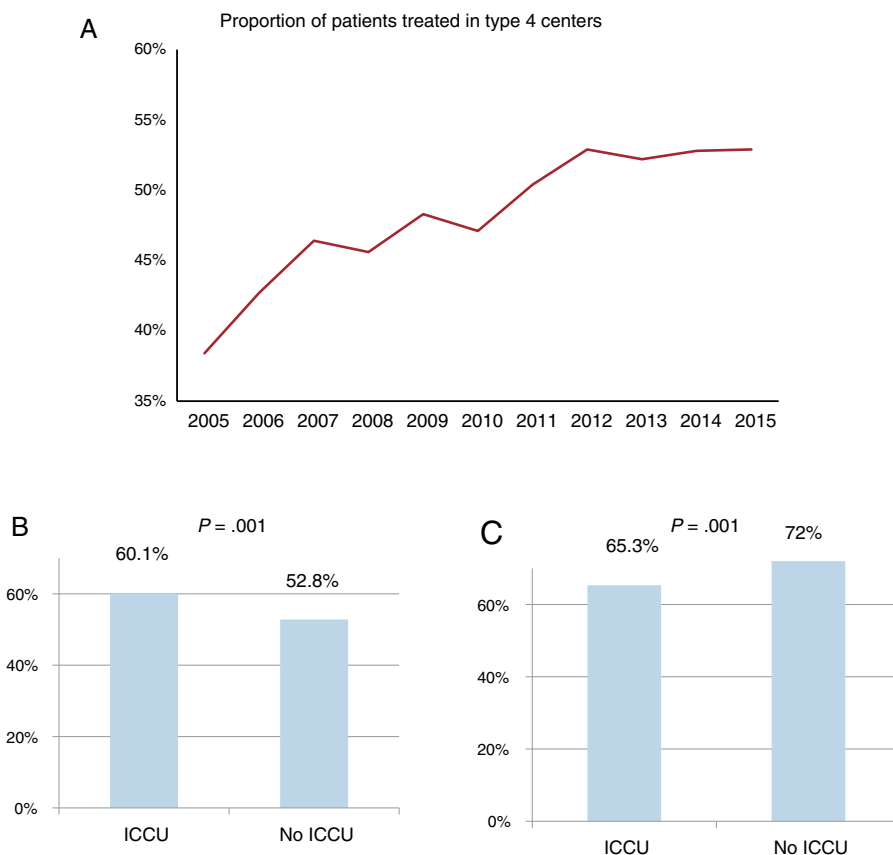 A
Proportion of patients treated in type 4 centers
60%
55%
50%
45%
40%
35%
2005 2006 2007 2008 2009 2010 2011 2012 2013 2014 2015
B
P = .001
60.1%
52.8%
60%
40%
20%
0%
ICCU No ICCU
C
P = .001
65.3%
72%
60%
40%
20%
0%
ICCU No ICCU